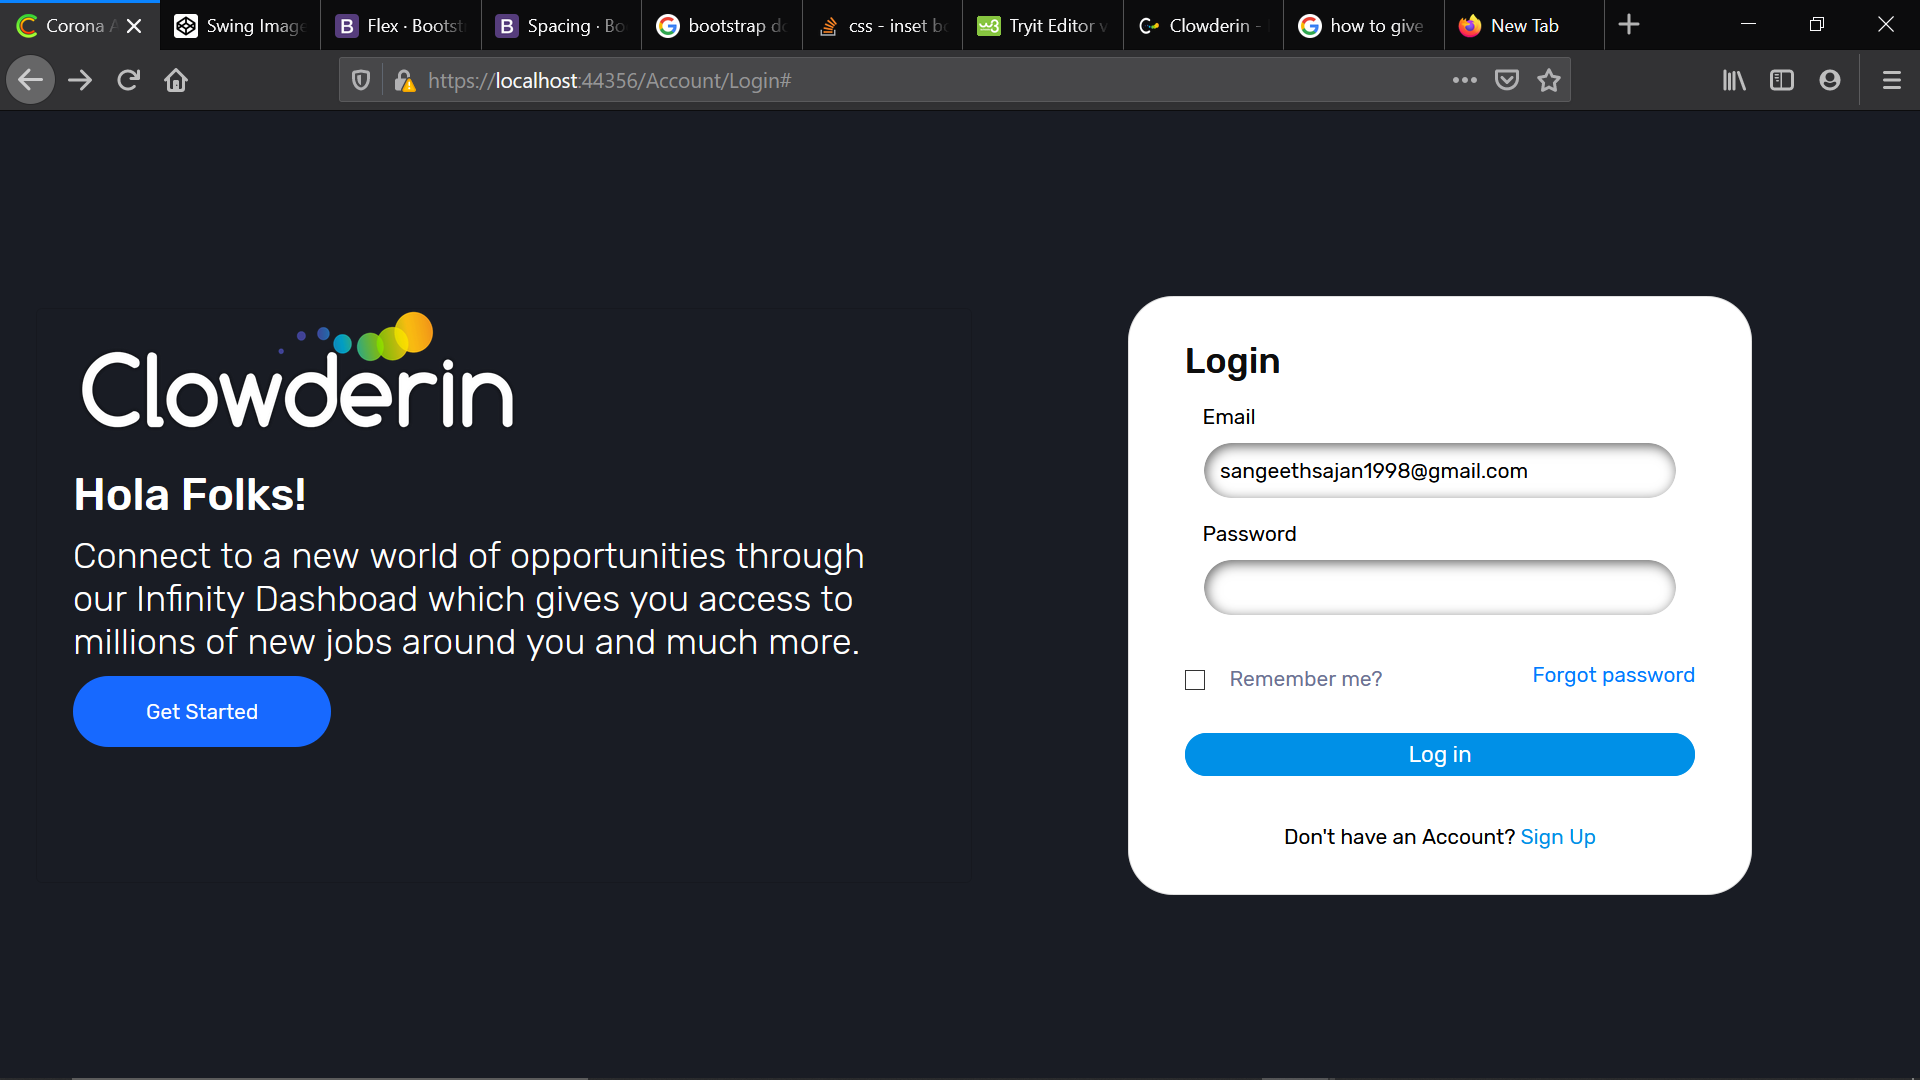 Corona A
Swing Image
Flex · Bootst
Spacing · Bo
bootstrap do
css - inset bo
Tryit Editor v
Clowderin -
how to give
New Tab
https://localhost:44356/Account/Login#
Clowderin
Hola Folks!
Connect to a new world of opportunities through
our Infinity Dashboad which gives you access to
millions of new jobs around you and much more.
Get Started
Login
Email
sangeethsajan1998@gmail.com
Password
Remember me?
Forgot password
Log in
Don't have an Account? Sign Up